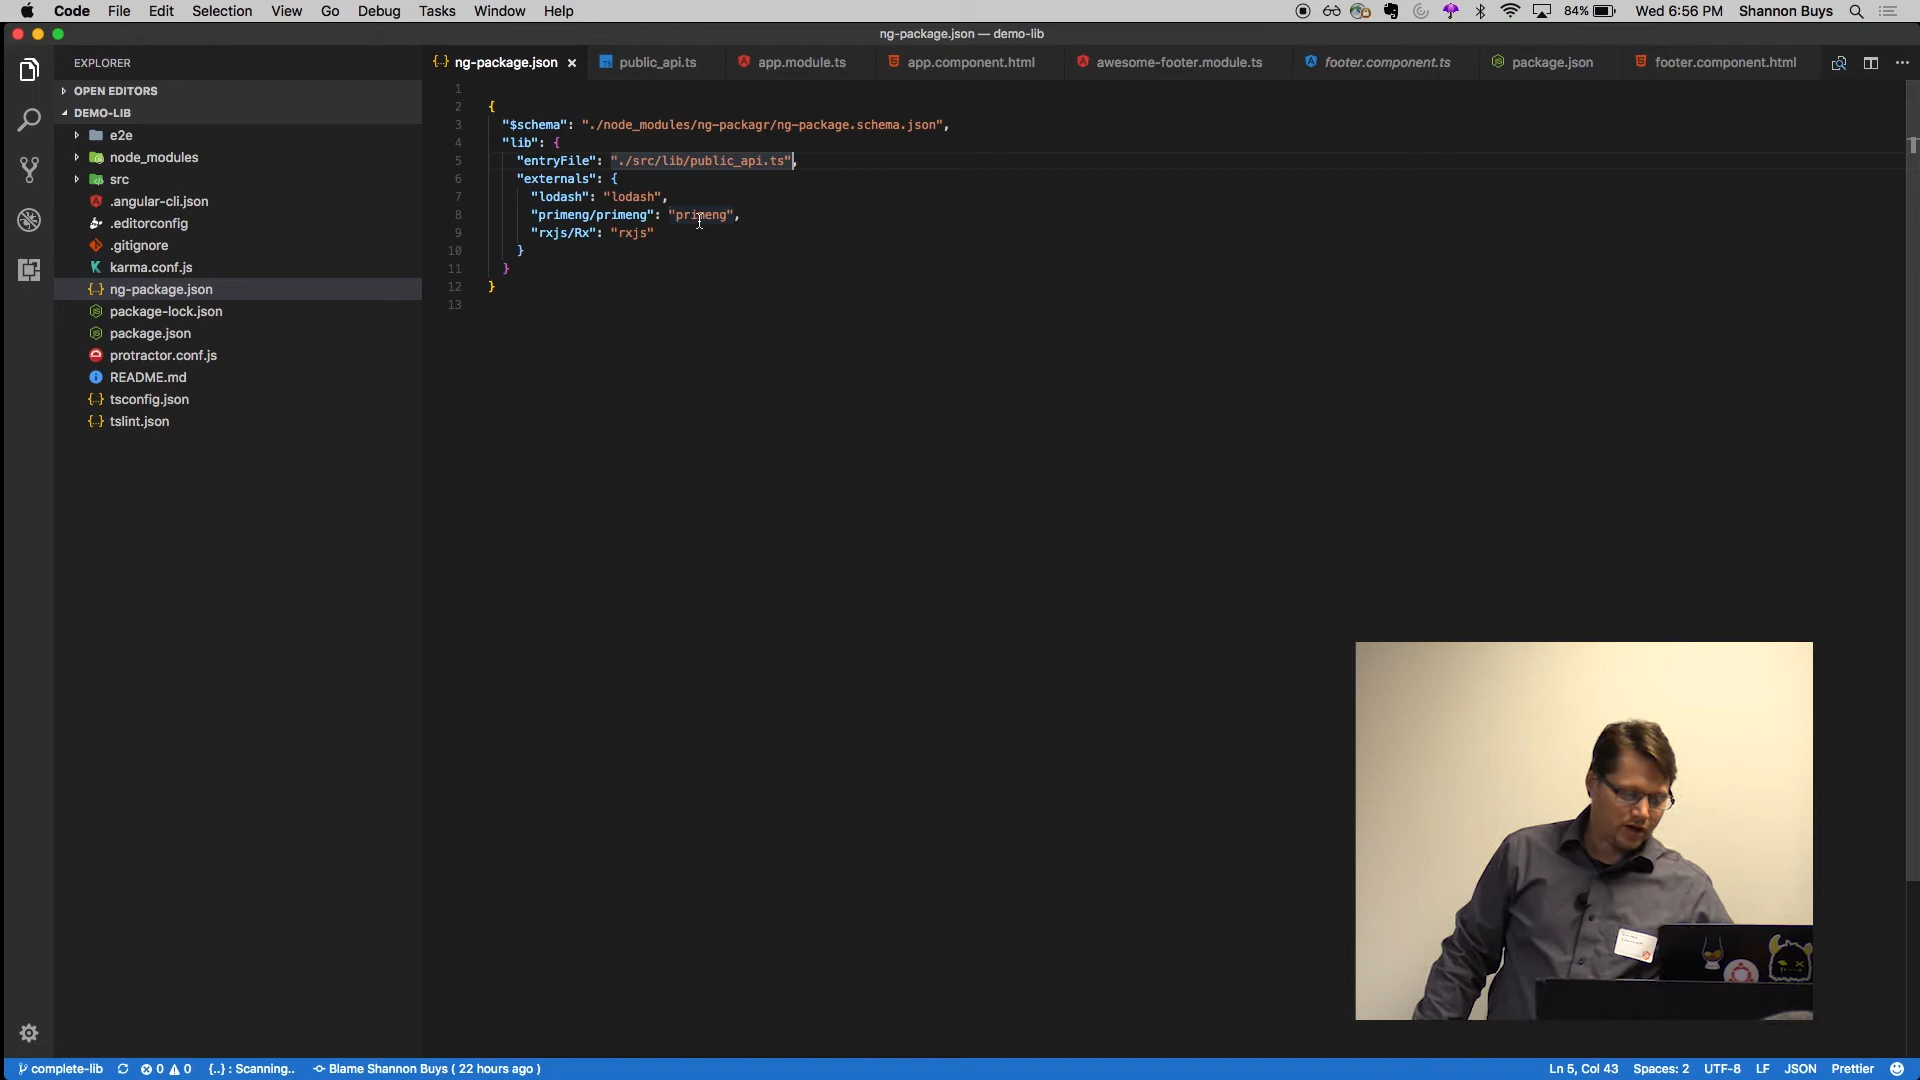 Code File Edit Selection View Go Debug Tasks Window Help 84% Wed 6:56 PM Shannon Buys
ng-package.json — demo-lib
EXPLORER
ng-package.json × public_api.ts app.module.ts app.component.html awesome-footer.module.ts footer.component.ts package.json footer.component.html
OPEN EDITORS
DEMO-LIB
e2e
node_modules
src
.angular-cli.json
.editorconfig
.gitignore
karma.conf.js
ng-package.json
package-lock.json
package.json
protractor.conf.js
README.md
tsconfig.json
tslint.json
1
2 {
3 "$schema": "./node_modules/ng-packagr/ng-package.schema.json",
4 "lib": {
5 "entryFile": "./src/lib/public_api.ts",
6 "externals": {
7 "lodash": "lodash",
8 "primeng/primeng": "primeng",
9 "rxjs/Rx": "rxjs"
10 }
11 }
12 }
13
complete-lib 0 0 {..} : Scanning.. Blame Shannon Buys ( 22 hours ago ) Ln 5, Col 43 Spaces: 2 UTF-8 LF JSON Prettier